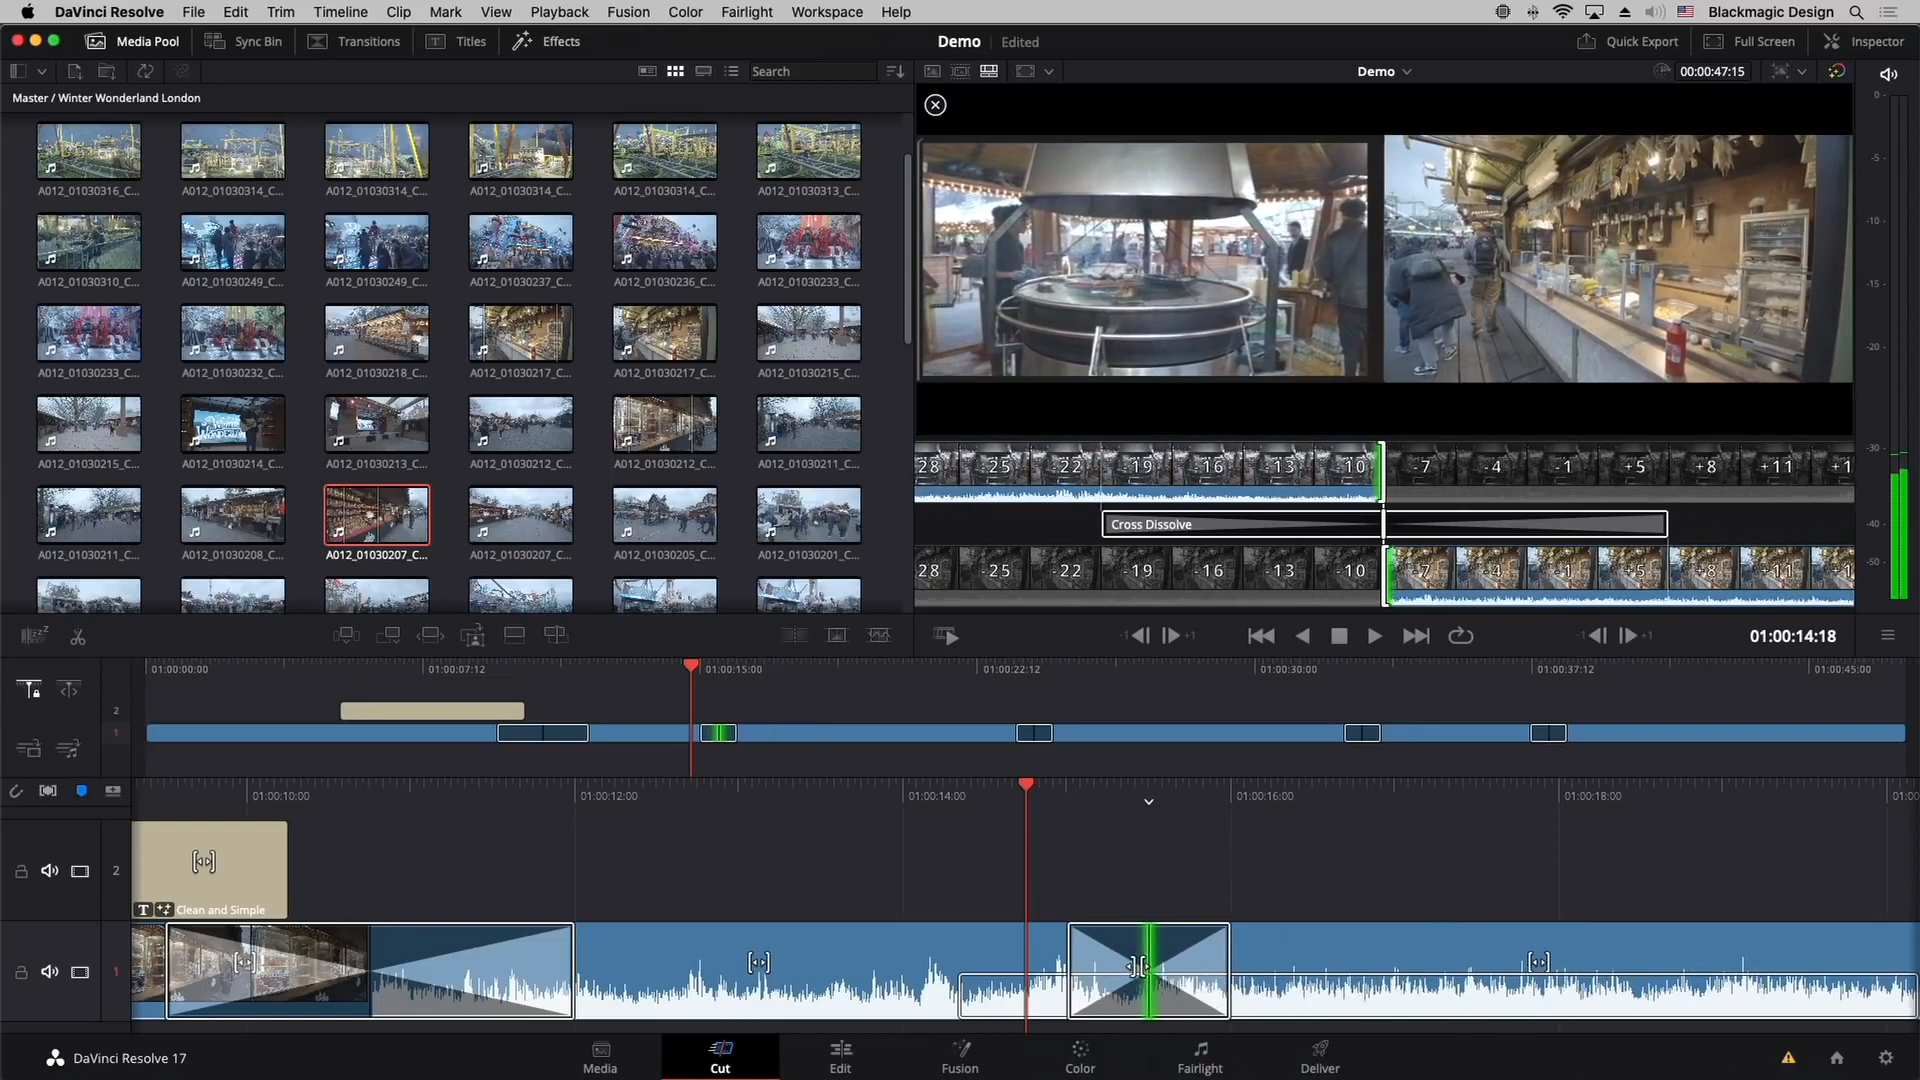 DaVinci Resolve File Edit Trim Timeline Clip Mark View Playback Fusion Color Fairlight Workspace Help Blackmagic Design
Media Pool Sync Bin Transitions Titles Effects Demo Edited Quick Export Full Screen Inspector
Search Demo 00:00:47:15
Master / Winter Wonderland London
A012_01030316_C... A012_01030314_C... A012_01030314_C... A012_01030314_C... A012_01030314_C... A012_01030313_C...
A012_01030310_C... A012_01030249_C... A012_01030249_C... A012_01030237_C... A012_01030236_C... A012_01030233_C...
A012_01030233_C... A012_01030232_C... A012_01030218_C... A012_01030217_C... A012_01030217_C... A012_01030215_C...
A012_01030215_C... A012_01030214_C... A012_01030213_C... A012_01030212_C... A012_01030212_C... A012_01030211_C...
A012_01030211_C... A012_01030208_C... A012_01030207_C... A012_01030207_C... A012_01030205_C... A012_01030201_C...
0
-5
-10
-15
-20
-30
-40
-50
28 -25 -22 -19 -16 -13 -10 -7 -4 -1 +5 +8 +11 +1
Cross Dissolve
28 -25 -22 -19 -16 -13 -10 -7 -4 -1 +5 +8 +11 +1
-1 +1 -1 +1 01:00:14:18
01:00:00:00 01:00:07:12 01:00:15:00 01:00:22:12 01:00:30:00 01:00:37:12 01:00:45:00
2
1
01:00:10:00 01:00:12:00 01:00:14:00 01:00:16:00 01:00:18:00 01:00
2
T Clean and Simple
1
DaVinci Resolve 17 Media Cut Edit Fusion Color Fairlight Deliver